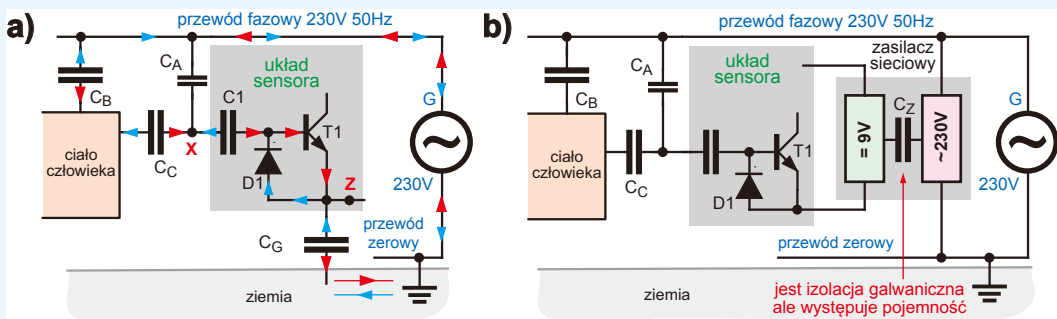 a)
przewód fazowy 230V 50Hz
CA
układ
sensora
CB
C1
T1
G
ciało
człowieka
CC
X
D1
Z
230V
przewód
zerowy
CG
ziemia
b)
przewód fazowy 230V 50Hz
zasilacz
sieciowy
CA
układ
sensora
CB
CZ
G
T1
= 9V
~230V
ciało
człowieka
CC
D1
230V
przewód zerowy
ziemia
jest izolacja galwaniczna
ale występuje pojemność